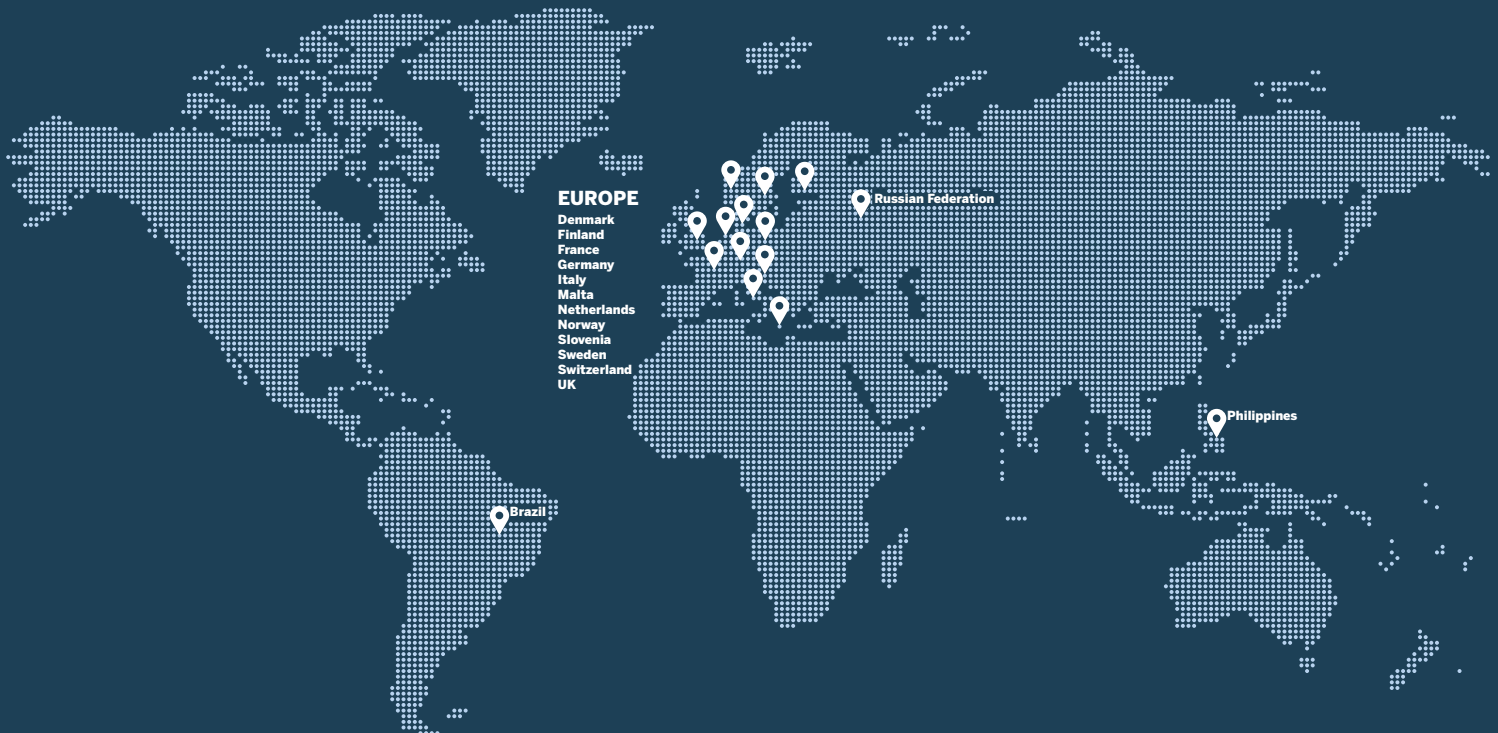 EUROPE
Denmark
Finland
France
Germany
Italy
Malta
Netherlands
Norway
Slovenia
Sweden
Switzerland
UK
Russian Federation
Philippines
Brazil